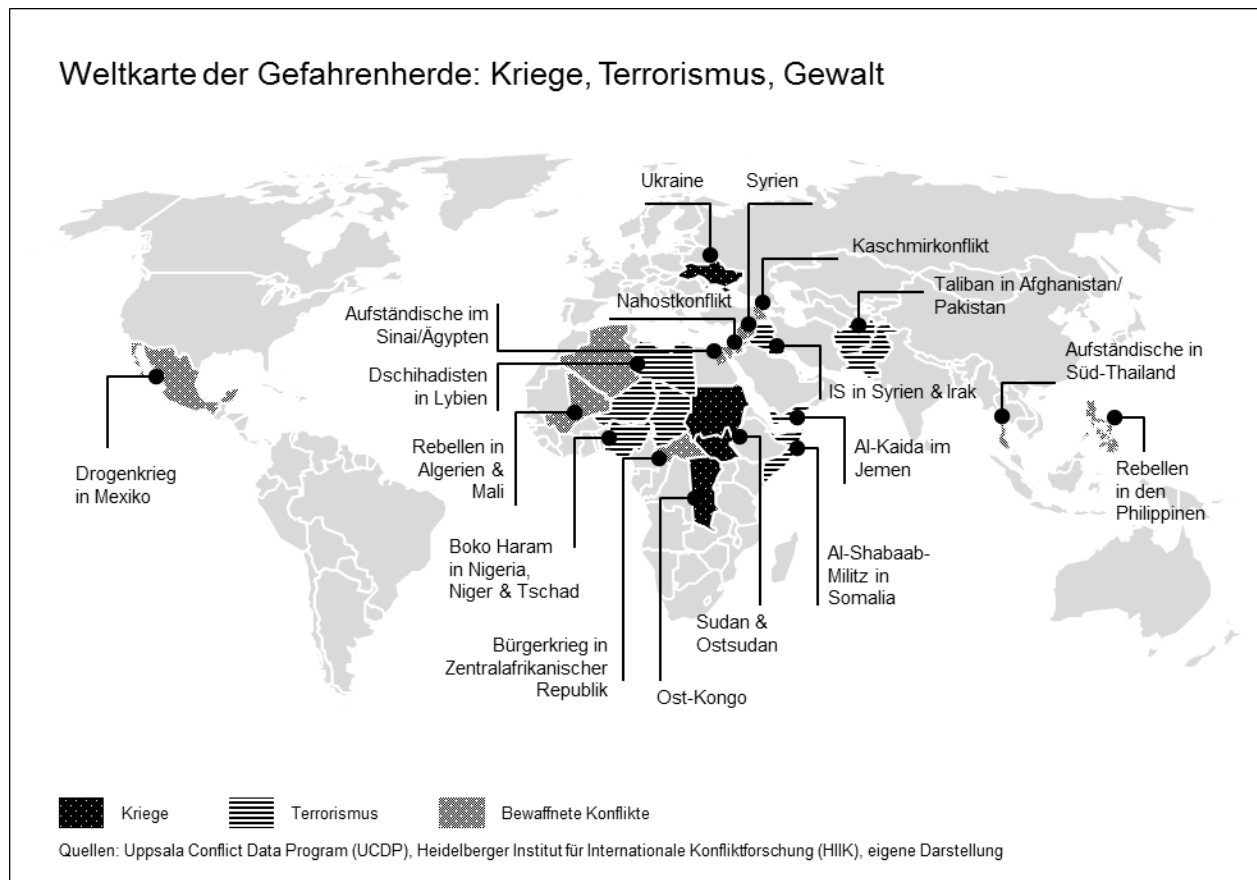 Weltkarte der Gefahrenherde: Kriege, Terrorismus, Gewalt
Ukraine
Syrien
Kaschmirkonflikt
Taliban in Afghanistan/
Pakistan
Nahostkonflikt
Aufständische im
Sinai/Ägypten
Dschihadisten
in Lybien
Aufständische in
Süd-Thailand
IS in Syrien & Irak
Rebellen in
Algerien &
Mali
Al-Kaida im
Jemen
Drogenkrieg
in Mexiko
Rebellen
in den
Philippinen
Boko Haram
in Nigeria,
Niger & Tschad
Al-Shabaab-
Militz in
Somalia
Sudan &
Ostsudan
Bürgerkrieg in
Zentralafrikanischer
Republik
Ost-Kongo
Kriege
Terrorismus
Bewaffnete Konflikte
Quellen: Uppsala Conflict Data Program (UCDP), Heidelberger Institut für Internationale Konfliktforschung (HIIK), eigene Darstellung